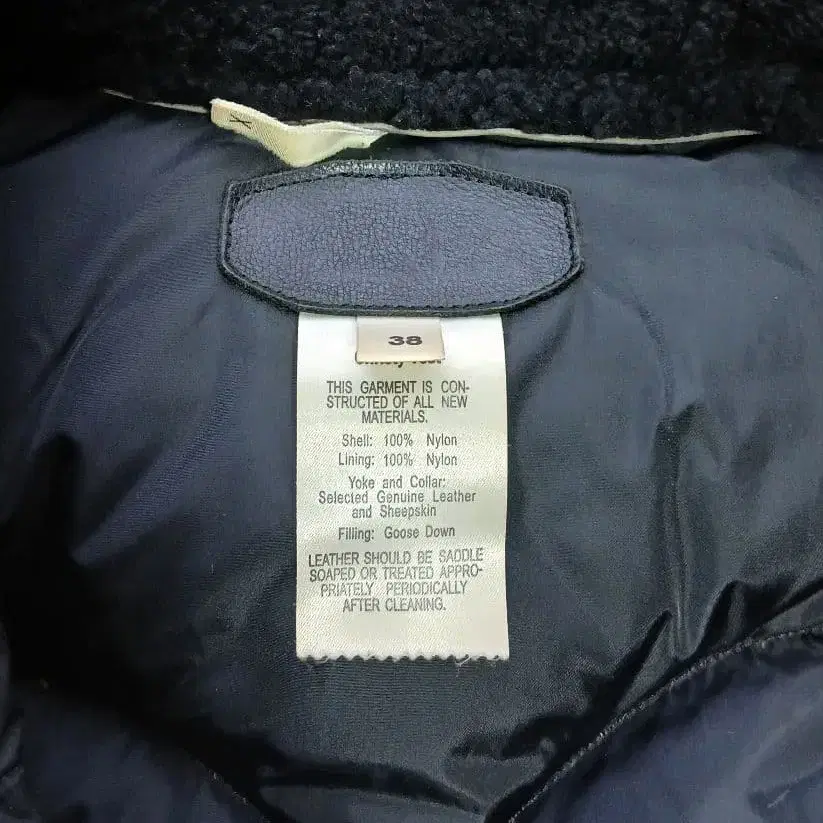 X
38
THIS GARMENT IS CON-
STRUCTED OF ALL NEW
MATERIALS.
Shell: 100% Nylon
Lining: 100% Nylon
Yoke and Collar:
Selected Genuine Leather
and Sheepskin
Filling: Goose Down
LEATHER SHOULD BE SADDLE
SOAPED OR TREATED APPRO-
PRIATELY PERIODICALLY
AFTER CLEANING.